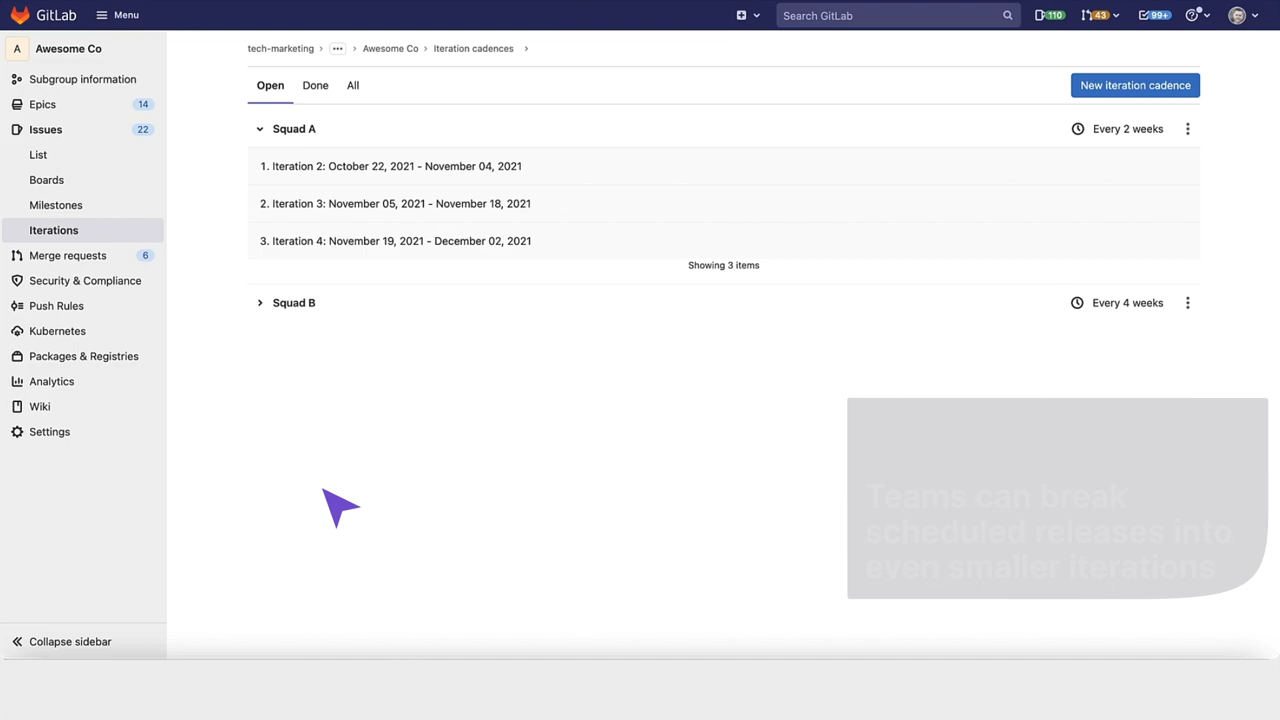 GitLab
Menu
Search GitLab
110
43
99+
A
Awesome Co
tech-marketing
Awesome Co
Iteration cadences
Subgroup information
Epics
14
Issues
22
List
Boards
Milestones
Iterations
Merge requests
6
Security & Compliance
Push Rules
Kubernetes
Packages & Registries
Analytics
Wiki
Settings
Collapse sidebar
Open
Done
All
New iteration cadence
Squad A
Every 2 weeks
1. Iteration 2: October 22, 2021 - November 04, 2021
2. Iteration 3: November 05, 2021 - November 18, 2021
3. Iteration 4: November 19, 2021 - December 02, 2021
Showing 3 items
Squad B
Every 4 weeks
Teams can break
scheduled releases into
even smaller iterations